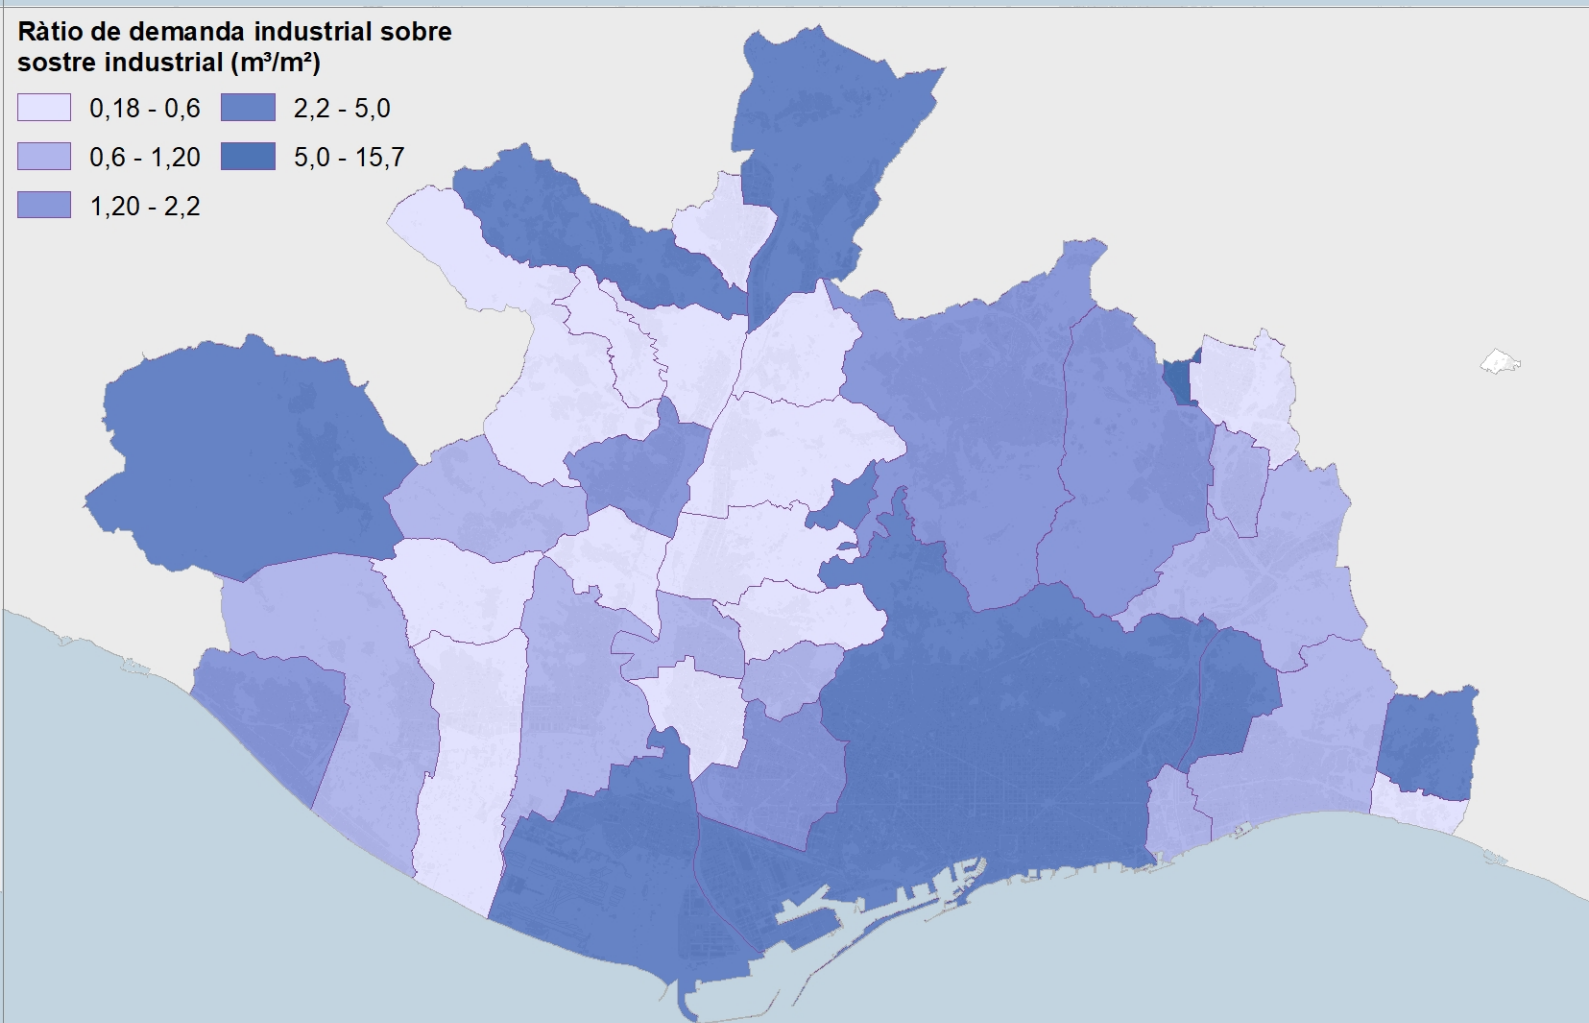 Ràtio de demanda industrial sobre
sostre industrial (m³/m²)
0,18 - 0,6
2,2 - 5,0
0,6 - 1,20
5,0 - 15,7
1,20 - 2,2